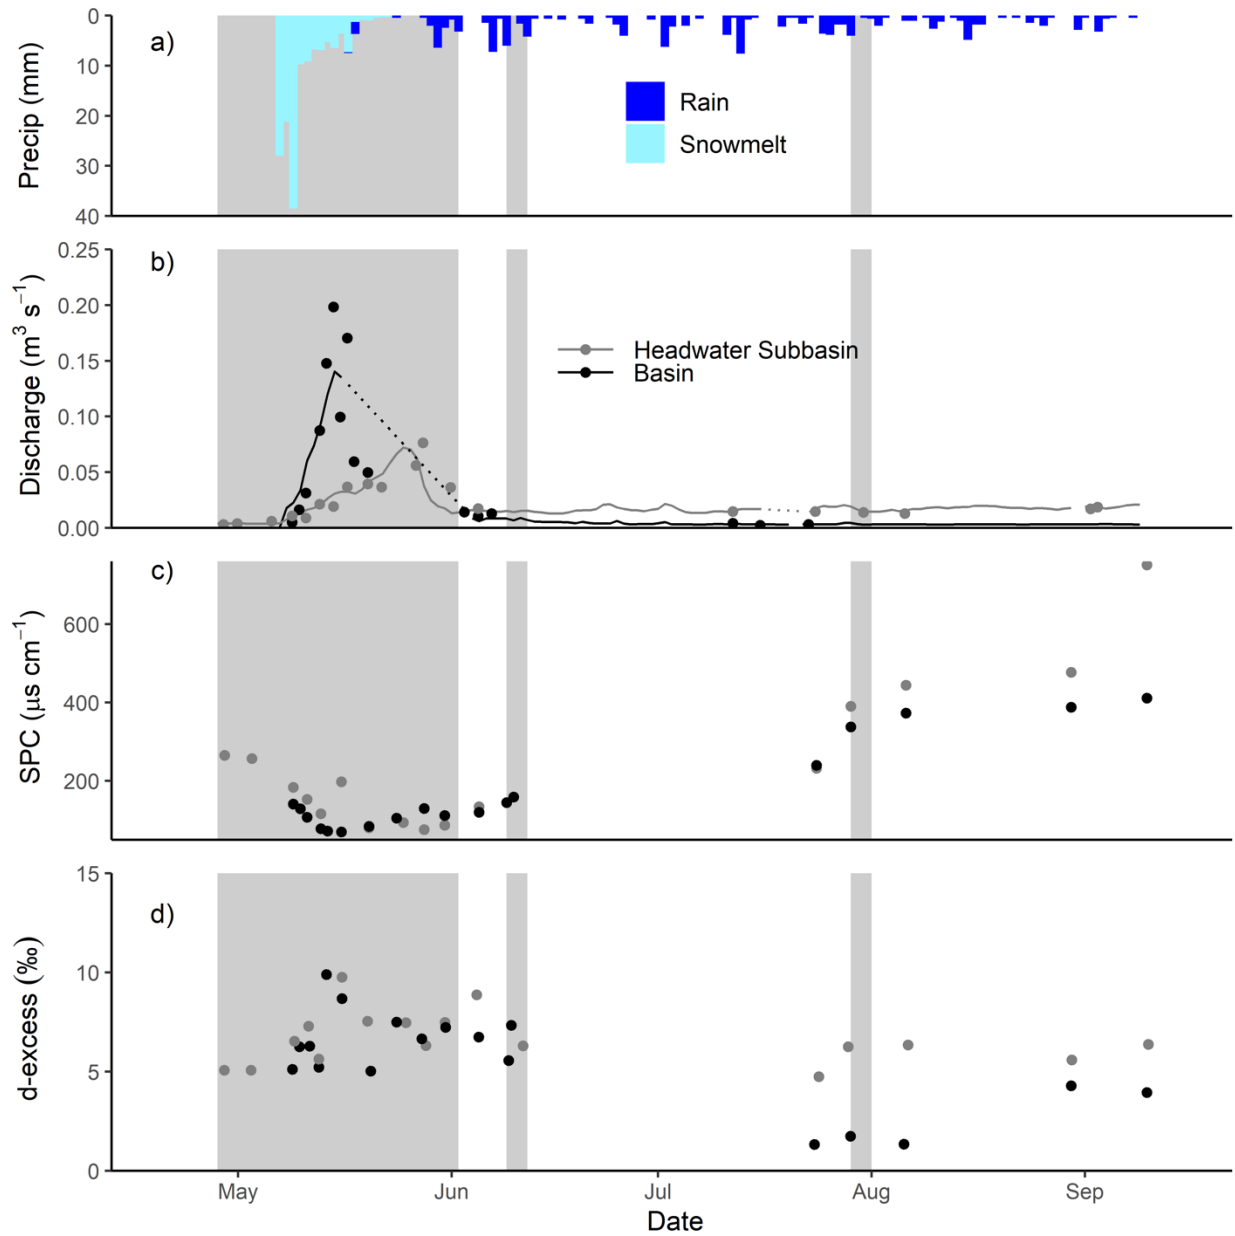 a)
Precip (mm)
0
10
20
30
40
Rain
Snowmelt
b)
Discharge (m³ s⁻¹)
0.25
0.20
0.15
0.10
0.05
0.00
Headwater Subbasin
Basin
c)
SPC (μs cm⁻¹)
600
400
200
d)
d-excess (‰)
15
10
5
0
May Jun Jul Aug Sep
Date